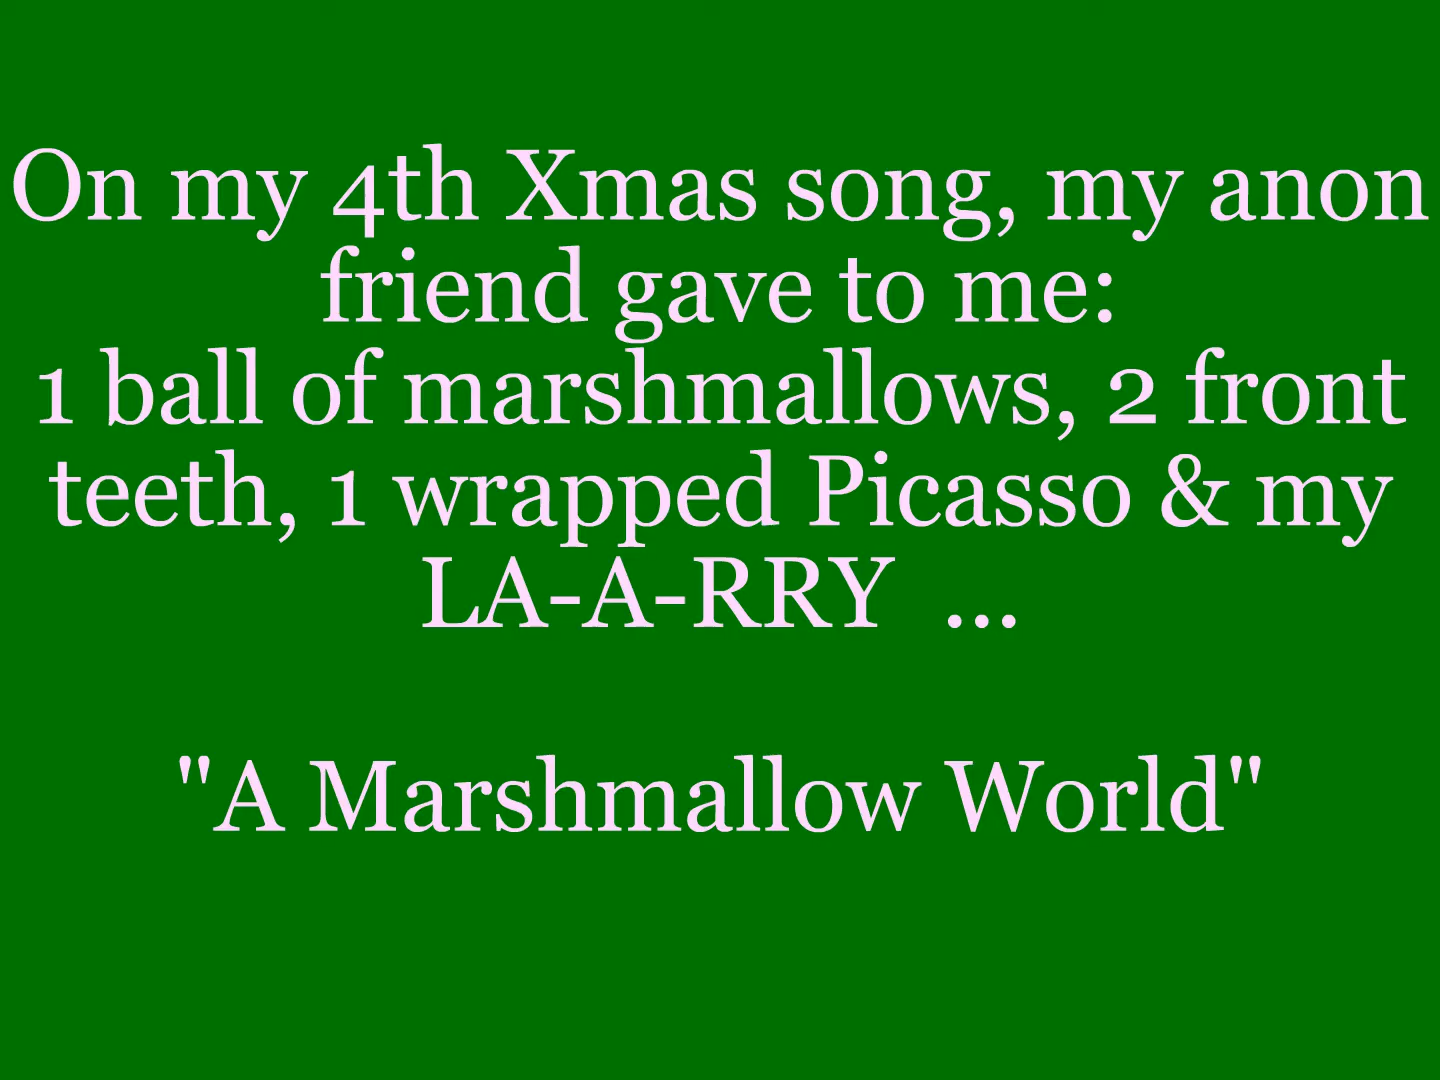 On my 4th Xmas song, my anon
friend gave to me:
1 ball of marshmallows, 2 front
teeth, 1 wrapped Picasso & my
LA-A-RRY  ...
"A Marshmallow World"